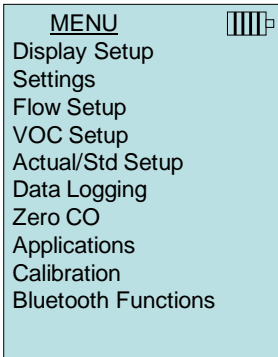 MENU
Display Setup
Settings
Flow Setup
VOC Setup
Actual/Std Setup
Data Logging
Zero CO
Applications
Calibration
Bluetooth Functions